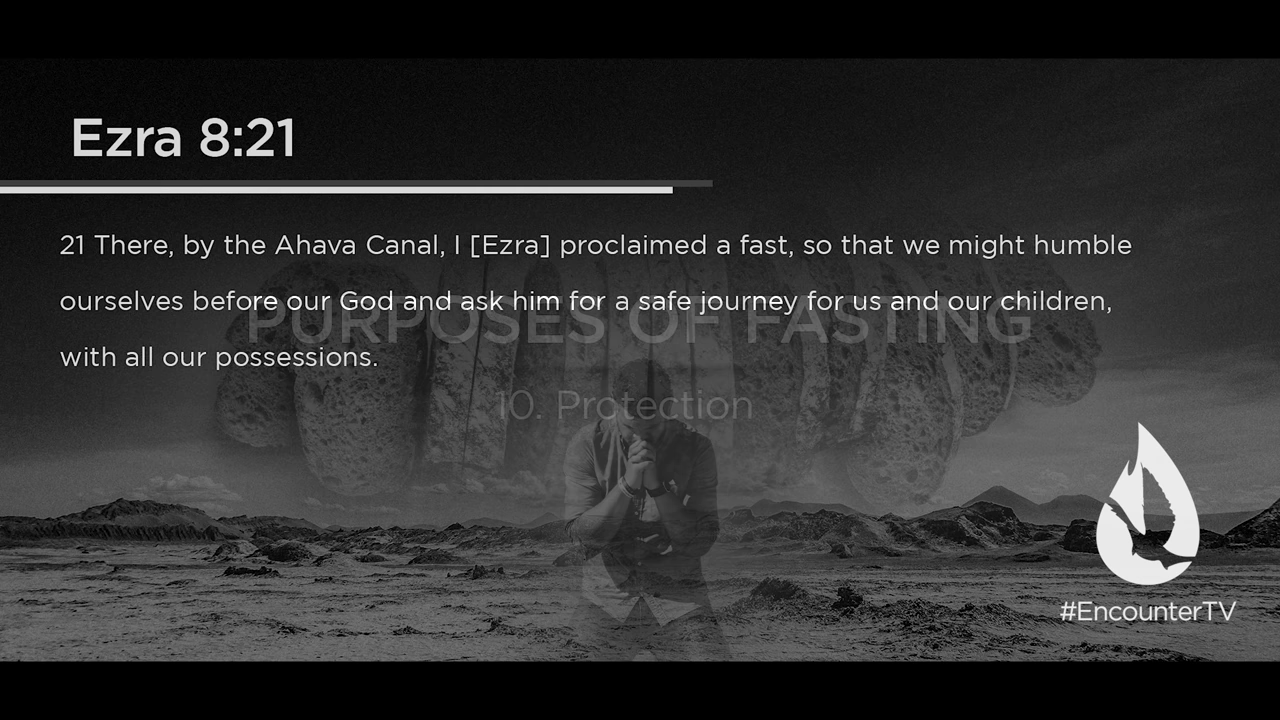 Ezra 8:21
21 There, by the Ahava Canal, I [Ezra] proclaimed a fast, so that we might humble
ourselves before our God and ask him for a safe journey for us and our children,
PURPOSES OF FASTING
with all our possessions.
10. Protection
#EncounterTV